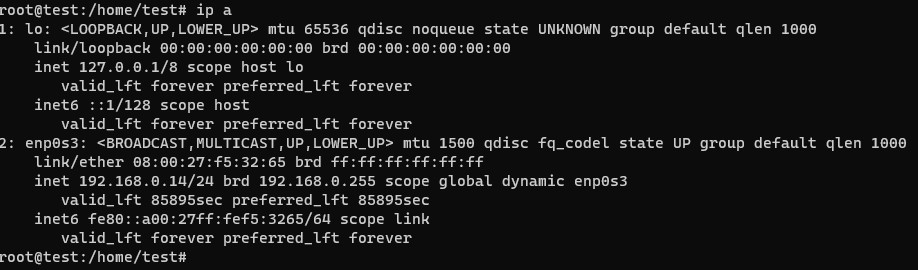 root@test:/home/test# ip a
1: lo: <LOOPBACK,UP,LOWER_UP> mtu 65536 qdisc noqueue state UNKNOWN group default qlen 1000
    link/loopback 00:00:00:00:00:00 brd 00:00:00:00:00:00
    inet 127.0.0.1/8 scope host lo
       valid_lft forever preferred_lft forever
    inet6 ::1/128 scope host
       valid_lft forever preferred_lft forever
2: enp0s3: <BROADCAST,MULTICAST,UP,LOWER_UP> mtu 1500 qdisc fq_codel state UP group default qlen 1000
    link/ether 08:00:27:f5:32:65 brd ff:ff:ff:ff:ff:ff
    inet 192.168.0.14/24 brd 192.168.0.255 scope global dynamic enp0s3
       valid_lft 85895sec preferred_lft 85895sec
    inet6 fe80::a00:27ff:fef5:3265/64 scope link
       valid_lft forever preferred_lft forever
root@test:/home/test#